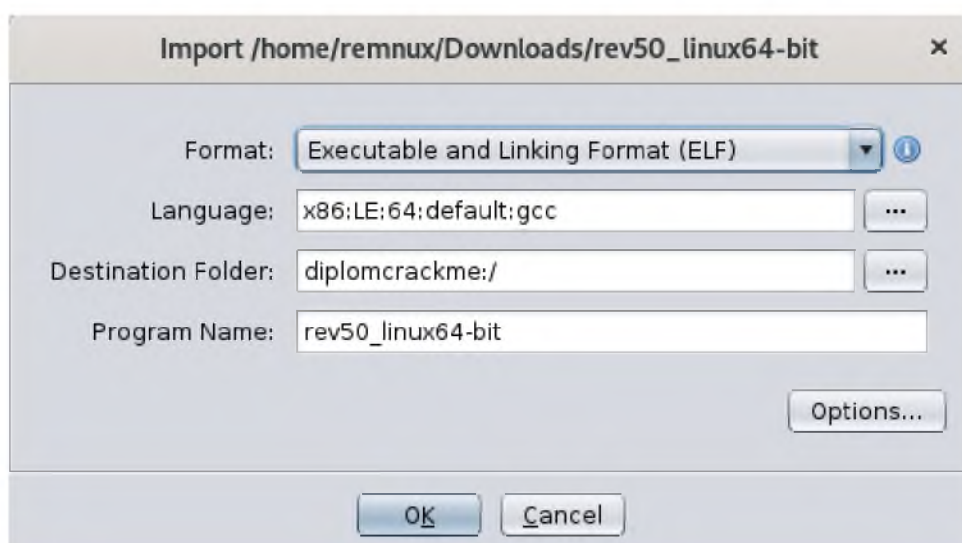 Import /home/remnux/Downloads/rev50_linux64-bit ×
Format: Executable and Linking Format (ELF)
Language: x86:LE:64:default:gcc ...
Destination Folder: diplomcrackme:/ ...
Program Name: rev50_linux64-bit
Options...
OK Cancel